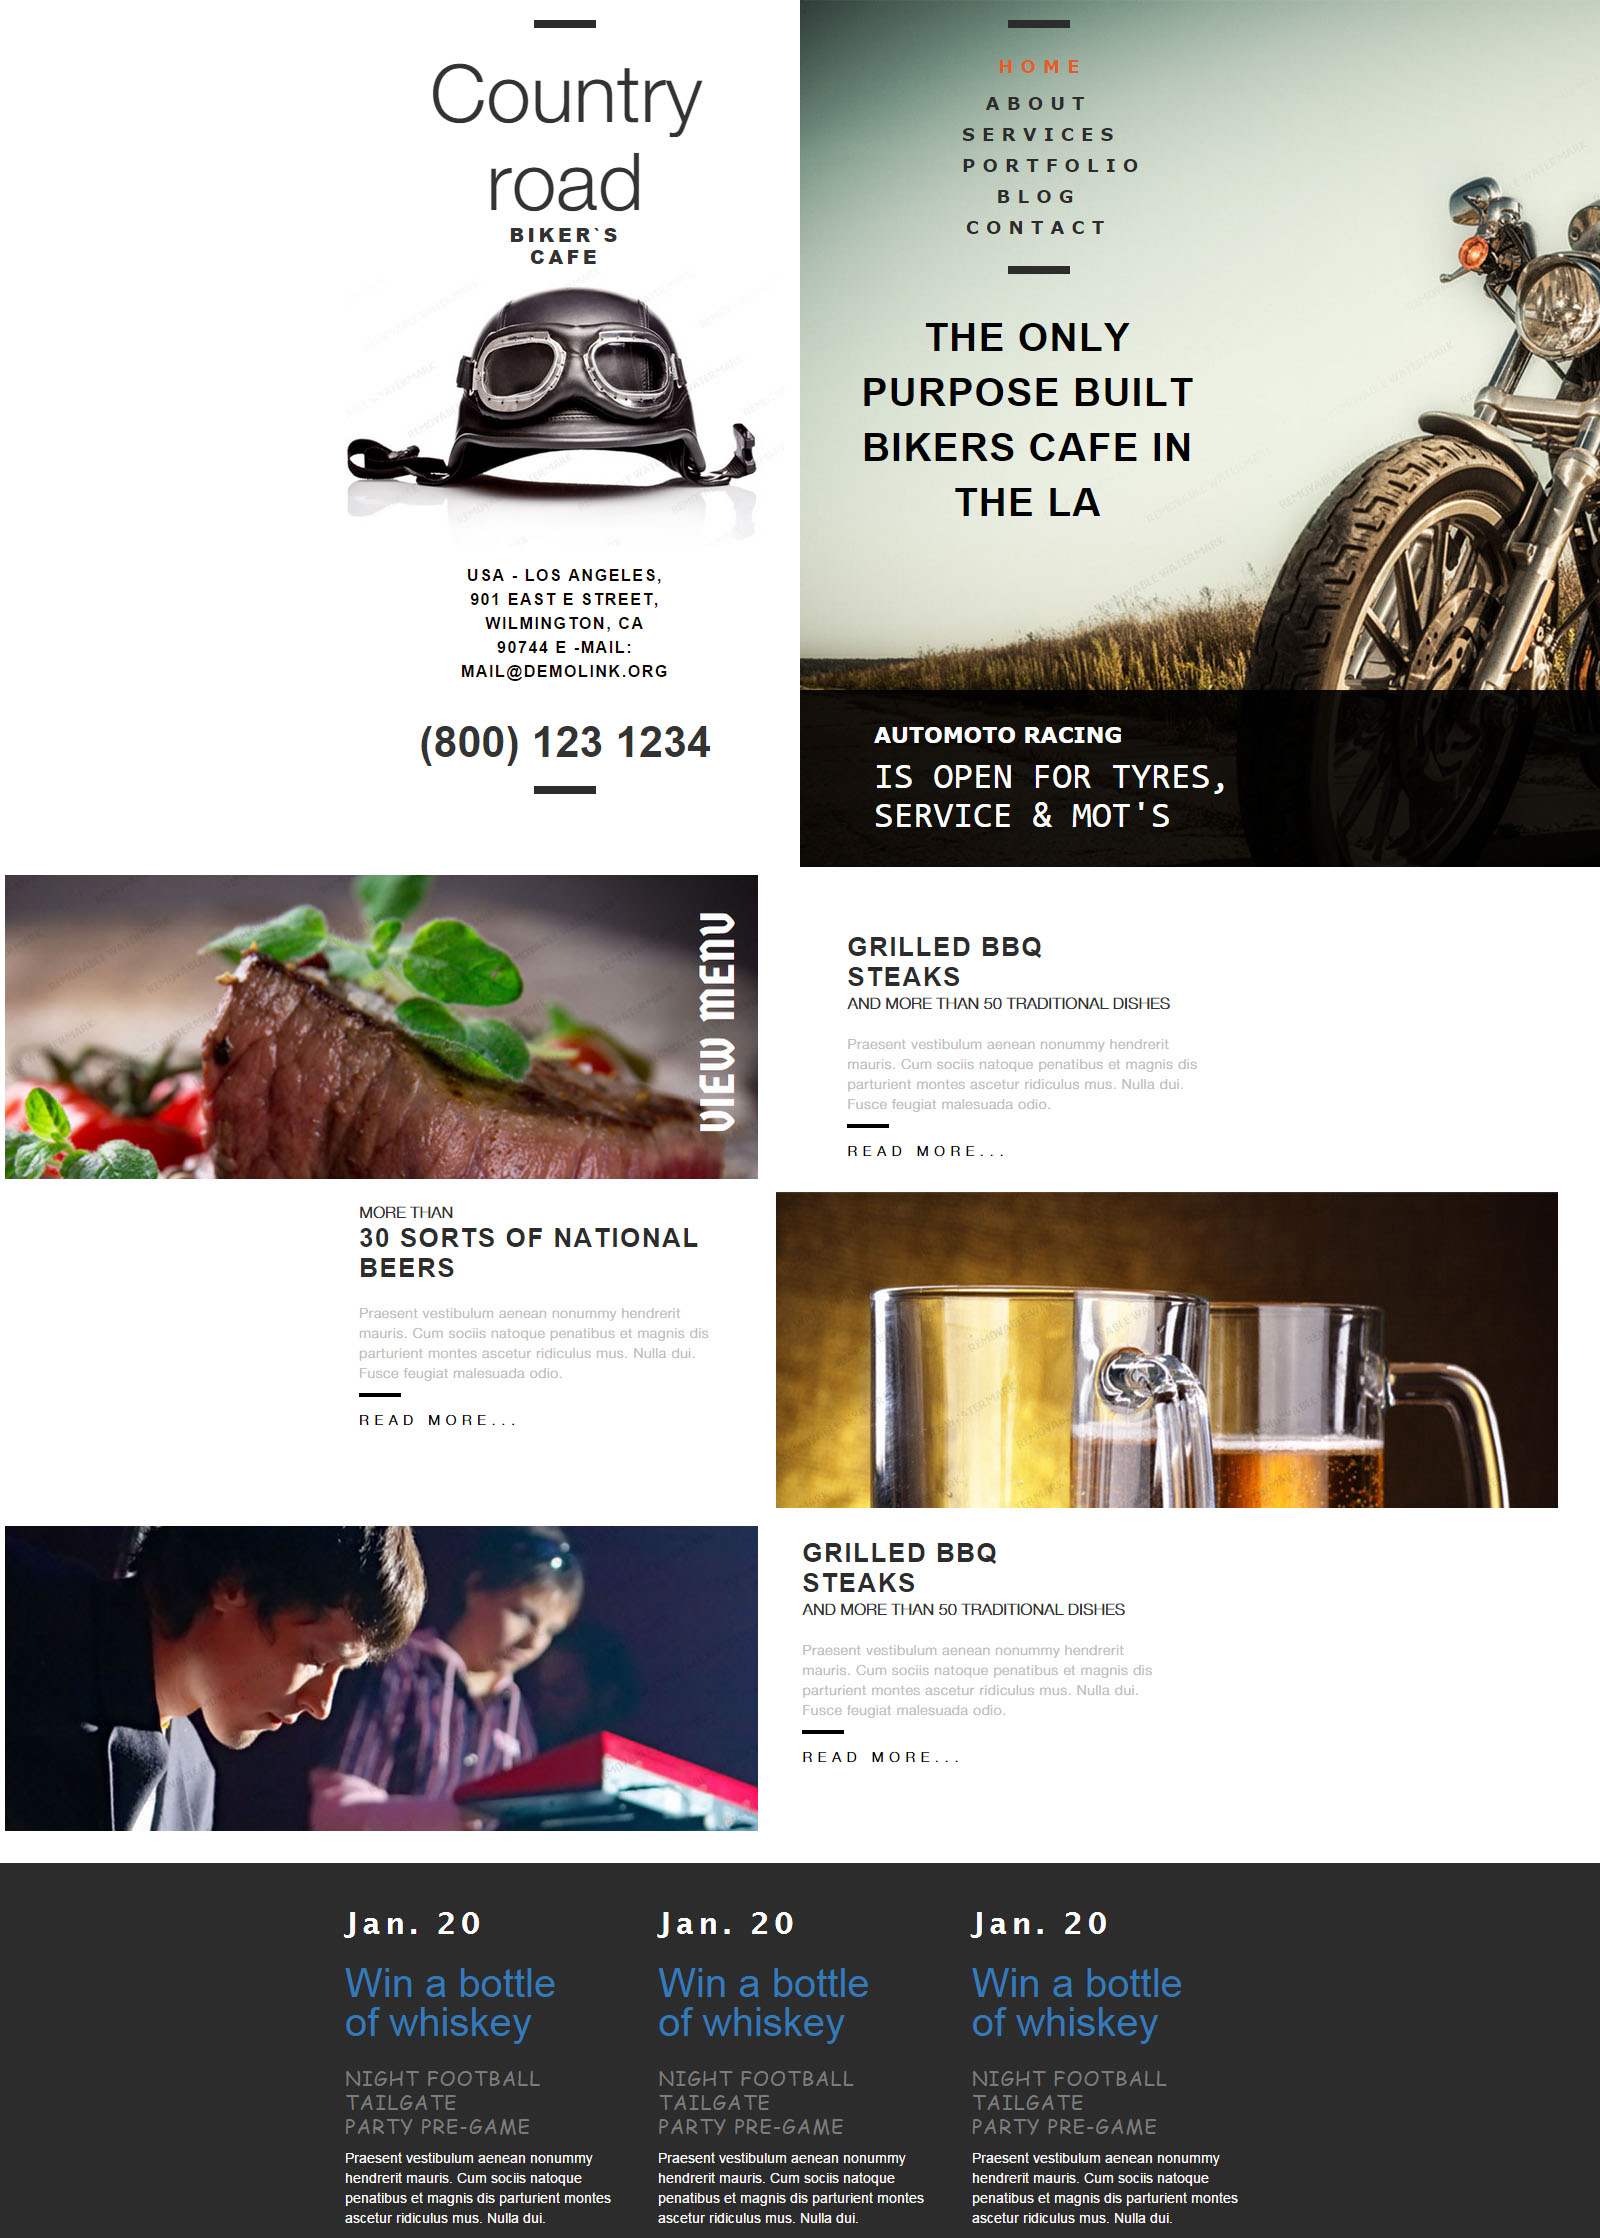 Country
road
BIKER`S
CAFE
USA - LOS ANGELES,
901 EAST E STREET,
WILMINGTON, CA
90744 E -MAIL:
MAIL@DEMOLINK.ORG
(800) 123 1234
HOME
ABOUT
SERVICES
PORTFOLIO
BLOG
CONTACT
THE ONLY
PURPOSE BUILT
BIKERS CAFE IN
THE LA
AUTOMOTO RACING
IS OPEN FOR TYRES,
SERVICE & MOT'S
VIEW MENU
GRILLED BBQ
STEAKS
AND MORE THAN 50 TRADITIONAL DISHES
Praesent vestibulum aenean nonummy hendrerit
mauris. Cum sociis natoque penatibus et magnis dis
parturient montes ascetur ridiculus mus. Nulla dui.
Fusce feugiat malesuada odio.
READ MORE...
MORE THAN
30 SORTS OF NATIONAL
BEERS
Praesent vestibulum aenean nonummy hendrerit
mauris. Cum sociis natoque penatibus et magnis dis
parturient montes ascetur ridiculus mus. Nulla dui.
Fusce feugiat malesuada odio.
READ MORE...
GRILLED BBQ
STEAKS
AND MORE THAN 50 TRADITIONAL DISHES
Praesent vestibulum aenean nonummy hendrerit
mauris. Cum sociis natoque penatibus et magnis dis
parturient montes ascetur ridiculus mus. Nulla dui.
Fusce feugiat malesuada odio.
READ MORE...
Jan. 20
Win a bottle
of whiskey
NIGHT FOOTBALL
TAILGATE
PARTY PRE-GAME
Praesent vestibulum aenean nonummy
hendrerit mauris. Cum sociis natoque
penatibus et magnis dis parturient montes
ascetur ridiculus mus. Nulla dui.
Jan. 20
Win a bottle
of whiskey
NIGHT FOOTBALL
TAILGATE
PARTY PRE-GAME
Praesent vestibulum aenean nonummy
hendrerit mauris. Cum sociis natoque
penatibus et magnis dis parturient montes
ascetur ridiculus mus. Nulla dui.
Jan. 20
Win a bottle
of whiskey
NIGHT FOOTBALL
TAILGATE
PARTY PRE-GAME
Praesent vestibulum aenean nonummy
hendrerit mauris. Cum sociis natoque
penatibus et magnis dis parturient montes
ascetur ridiculus mus. Nulla dui.